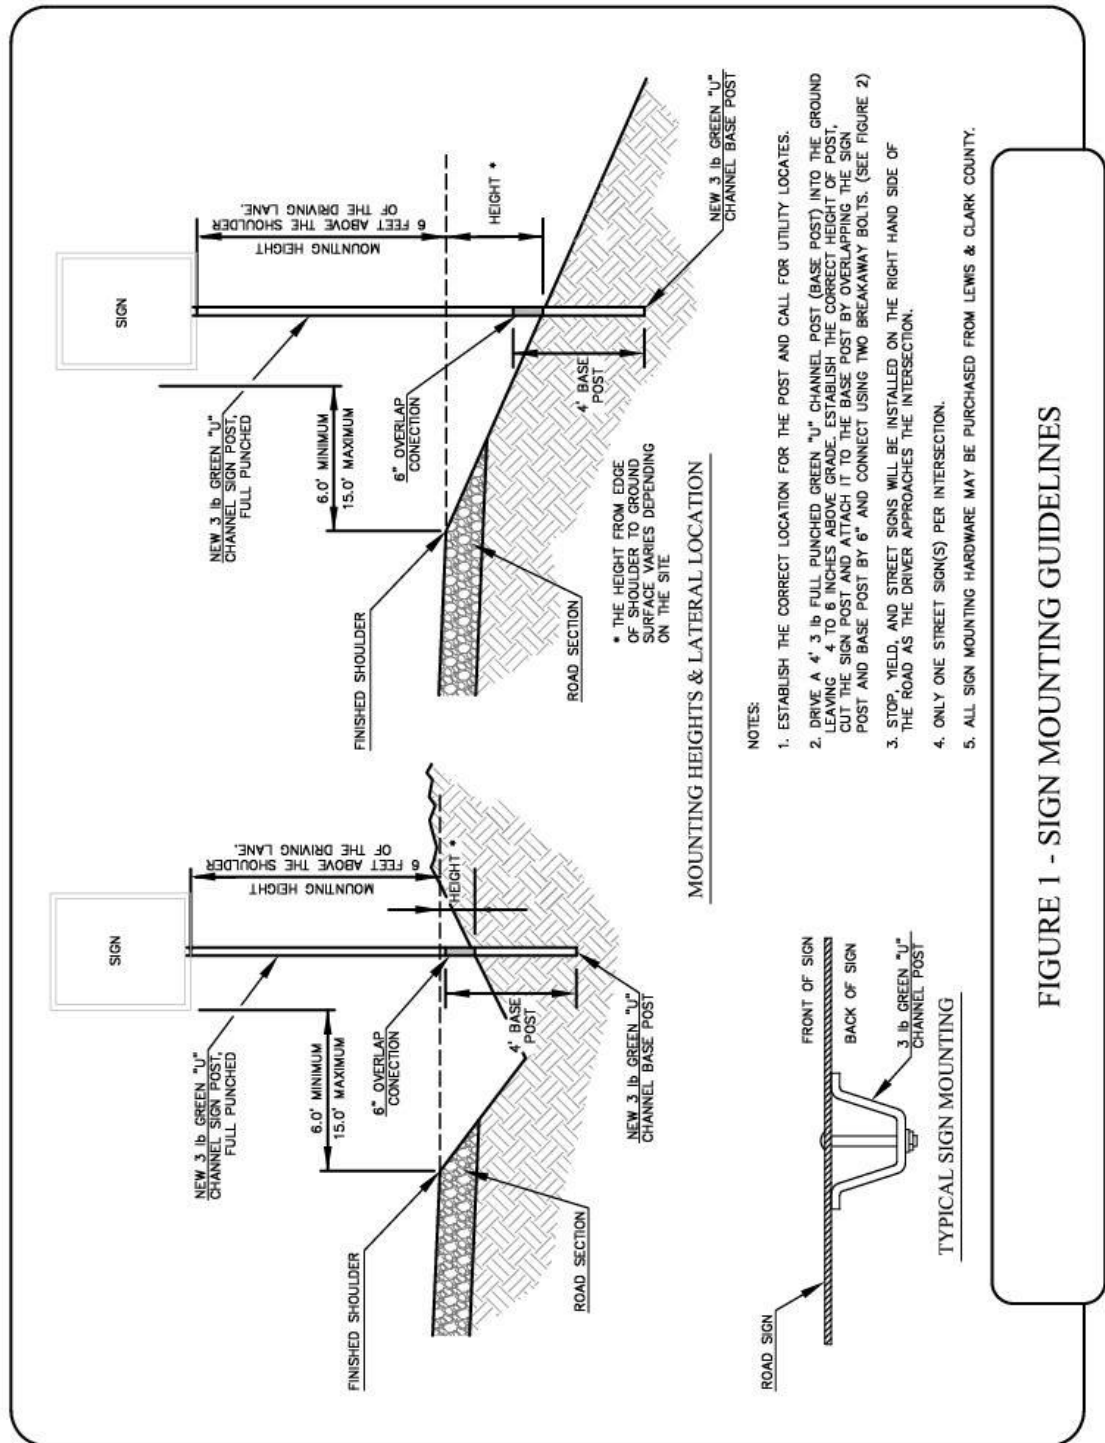 SIGN
NEW 3 lb GREEN "U"
CHANNEL SIGN POST,
FULL PUNCHED
6.0' MINIMUM
15.0' MAXIMUM
MOUNTING HEIGHT
6 FEET ABOVE THE SHOULDER
OF THE DRIVING LANE.
FINISHED SHOULDER
6" OVERLAP
CONECTION
HEIGHT *
4' BASE
POST
ROAD SECTION
NEW 3 lb GREEN "U"
CHANNEL BASE POST
SIGN
NEW 3 lb GREEN "U"
CHANNEL SIGN POST,
FULL PUNCHED
6.0' MINIMUM
15.0' MAXIMUM
MOUNTING HEIGHT
6 FEET ABOVE THE SHOULDER
OF THE DRIVING LANE.
FINISHED SHOULDER
6" OVERLAP
CONECTION
HEIGHT *
4' BASE
POST
ROAD SECTION
* THE HEIGHT FROM EDGE
OF SHOULDER TO GROUND
SURFACE VARIES DEPENDING
ON THE SITE
NEW 3 lb GREEN "U"
CHANNEL BASE POST
MOUNTING HEIGHTS & LATERAL LOCATION
ROAD SIGN
FRONT OF SIGN
BACK OF SIGN
3 lb GREEN "U"
CHANNEL POST
TYPICAL SIGN MOUNTING
NOTES:
1. ESTABLISH THE CORRECT LOCATION FOR THE POST AND CALL FOR UTILITY LOCATES.
2. DRIVE A 4' 3 lb FULL PUNCHED GREEN "U" CHANNEL POST (BASE POST) INTO THE GROUND
LEAVING 4 TO 6 INCHES ABOVE GRADE. ESTABLISH THE CORRECT HEIGHT OF POST,
CUT THE SIGN POST AND ATTACH IT TO THE BASE POST BY OVERLAPPING THE SIGN
POST AND BASE POST BY 6" AND CONNECT USING TWO BREAKAWAY BOLTS. (SEE FIGURE 2)
3. STOP, YIELD, AND STREET SIGNS WILL BE INSTALLED ON THE RIGHT HAND SIDE OF
THE ROAD AS THE DRIVER APPROACHES THE INTERSECTION.
4. ONLY ONE STREET SIGN(S) PER INTERSECTION.
5. ALL SIGN MOUNTING HARDWARE MAY BE PURCHASED FROM LEWIS & CLARK COUNTY.
FIGURE 1 - SIGN MOUNTING GUIDELINES